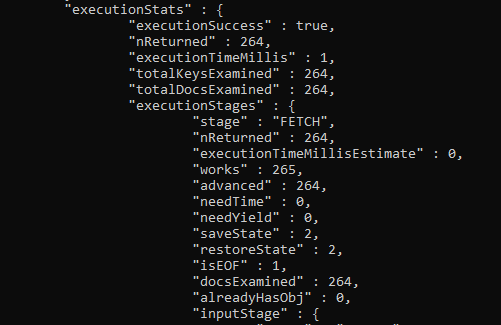 "executionStats" : {
"executionSuccess" : true,
"nReturned" : 264,
"executionTimeMillis" : 1,
"totalKeysExamined" : 264,
"totalDocsExamined" : 264,
"executionStages" : {
"stage" : "FETCH",
"nReturned" : 264,
"executionTimeMillisEstimate" : 0,
"works" : 265,
"advanced" : 264,
"needTime" : 0,
"needYield" : 0,
"saveState" : 2,
"restoreState" : 2,
"isEOF" : 1,
"docsExamined" : 264,
"alreadyHasObj" : 0,
"inputStage" : {